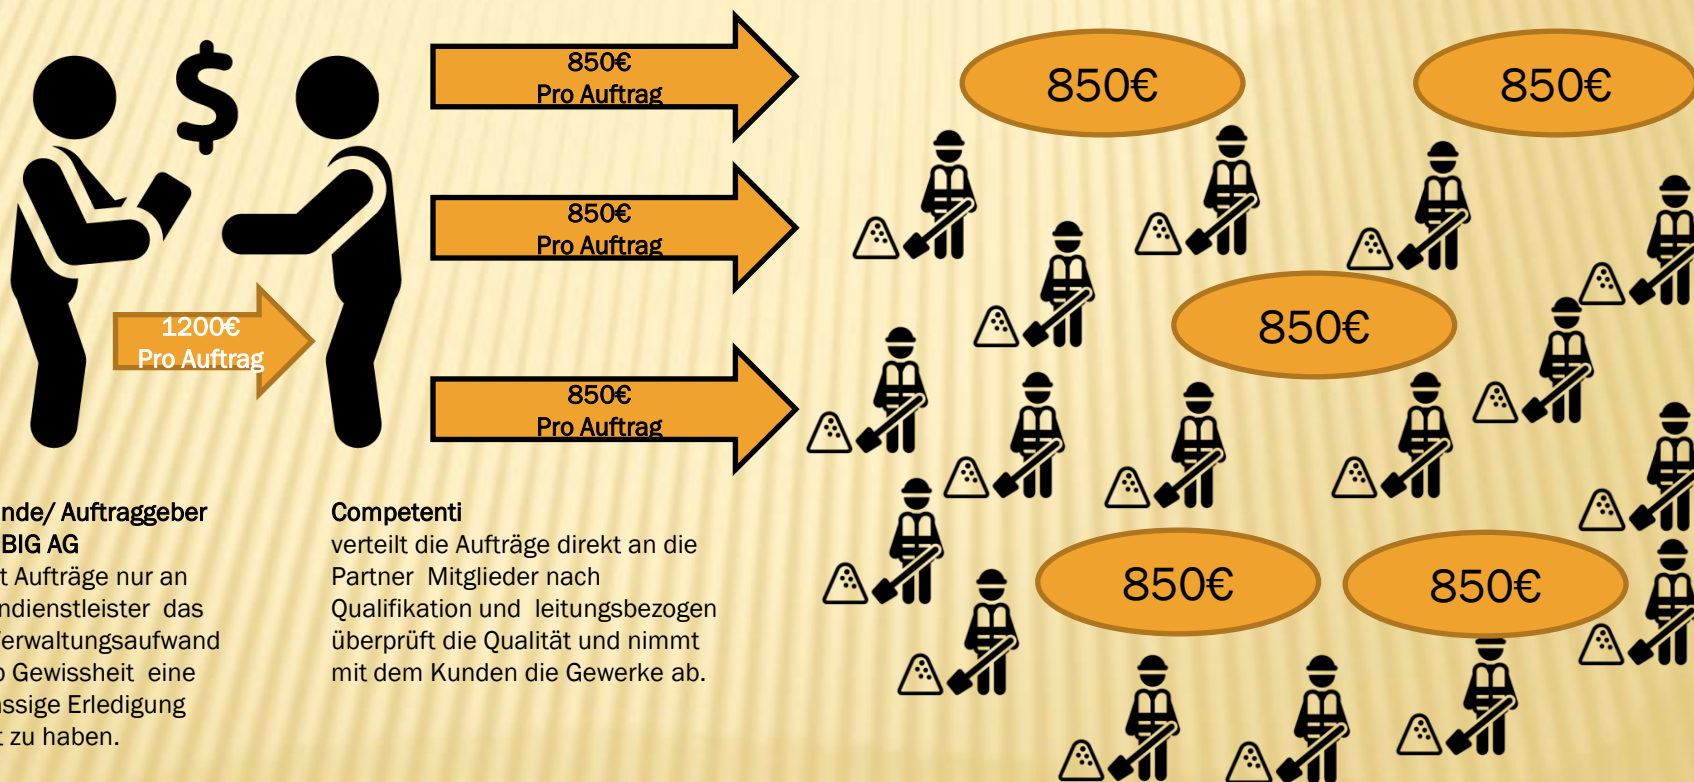 850€
Pro Auftrag
850€
Pro Auftrag
850€
Pro Auftrag
1200€
Pro Auftrag
850€
850€
850€
850€
850€
nde/ Auftraggeber
BIG AG
t Aufträge nur an
ndienstleister das
erwaltungsaufwand
Gewissheit eine
ssige Erledigung
t zu haben.
Competenti
verteilt die Aufträge direkt an die
Partner Mitglieder nach
Qualifikation und leitungsbezogen
überprüft die Qualität und nimmt
mit dem Kunden die Gewerke ab.